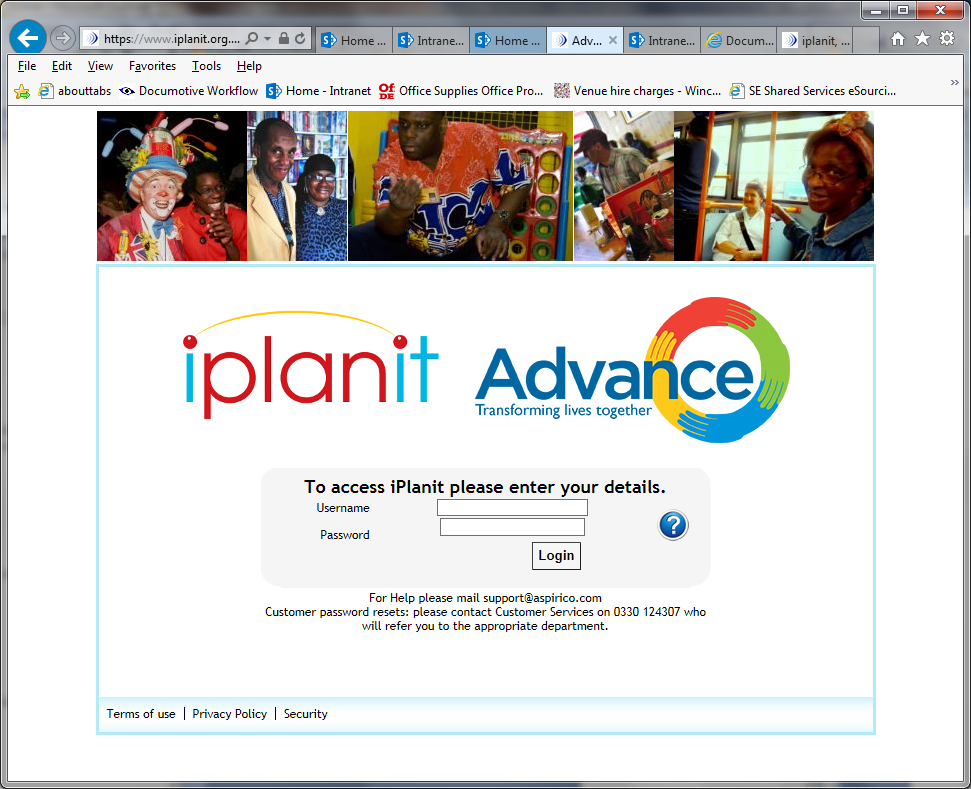 https://www.iplanit.org....
Home ...
Intrane...
Home ...
Adv...
Intrane...
Docum...
iplanit, ...
File Edit View Favorites Tools Help
abouttabs
Documotive Workflow
Home - Intranet
Of
DE
Office Supplies Office Pro...
Venue hire charges - Winc...
SE Shared Services eSourci...
iplanit
Advance
Transforming lives together
To access iPlanit please enter your details.
Username
?
Password
Login
For Help please mail support@aspirico.com
Customer password resets: please contact Customer Services on 0330 124307 who
will refer you to the appropriate department.
Terms of use | Privacy Policy | Security